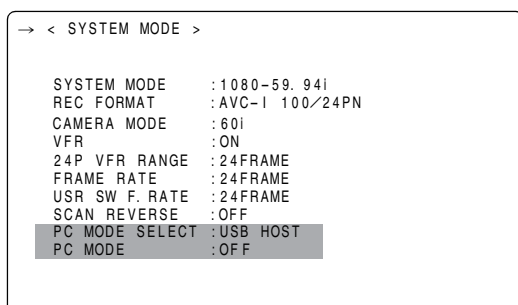 → < SYSTEM MODE >
SYSTEM MODE :1080-59.94i
REC FORMAT :AVC-I 100/24PN
CAMERA MODE :60i
VFR :ON
24P VFR RANGE :24FRAME
FRAME RATE :24FRAME
USR SW F.RATE :24FRAME
SCAN REVERSE :OFF
PC MODE SELECT :USB HOST
PC MODE :OFF